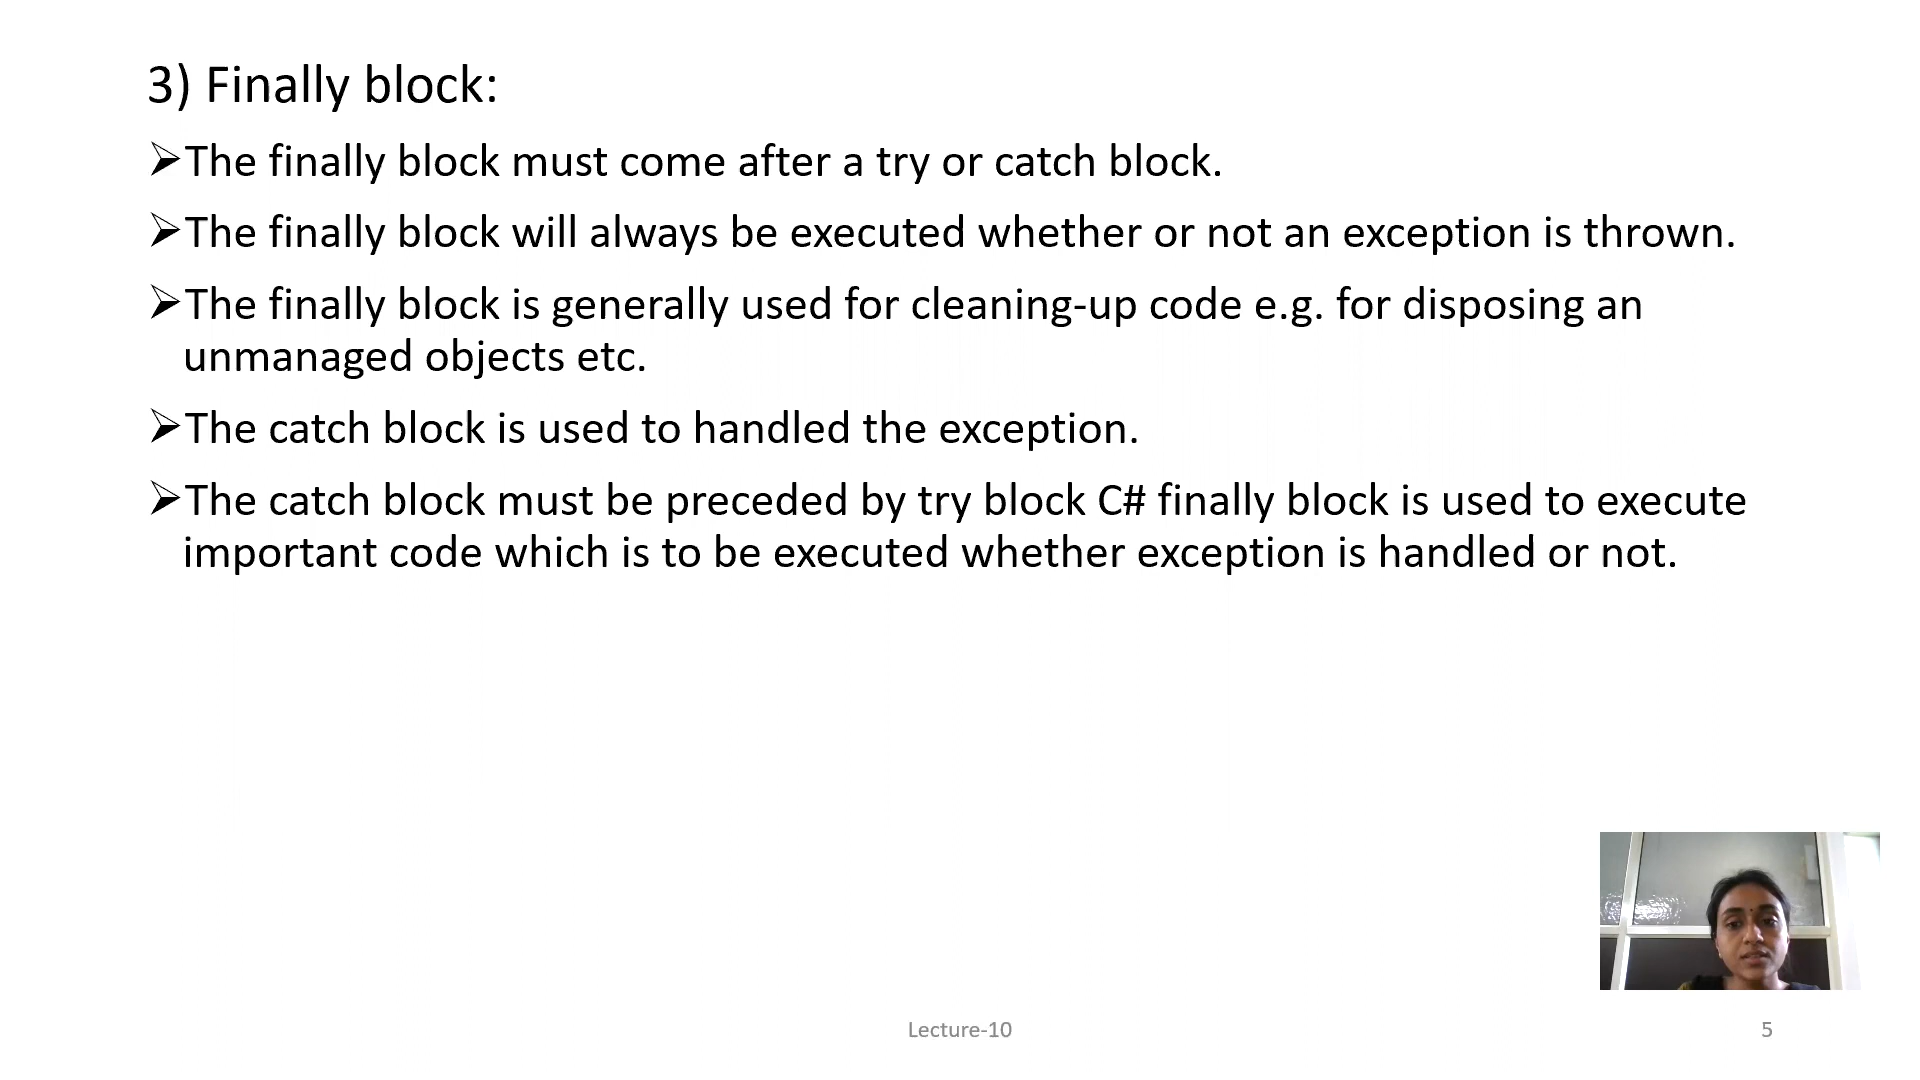 3) Finally block:
➢The finally block must come after a try or catch block.
➢The finally block will always be executed whether or not an exception is thrown.
➢The finally block is generally used for cleaning-up code e.g. for disposing an
unmanaged objects etc.
➢The catch block is used to handled the exception.
➢The catch block must be preceded by try block C# finally block is used to execute
important code which is to be executed whether exception is handled or not.
Lecture-10
5